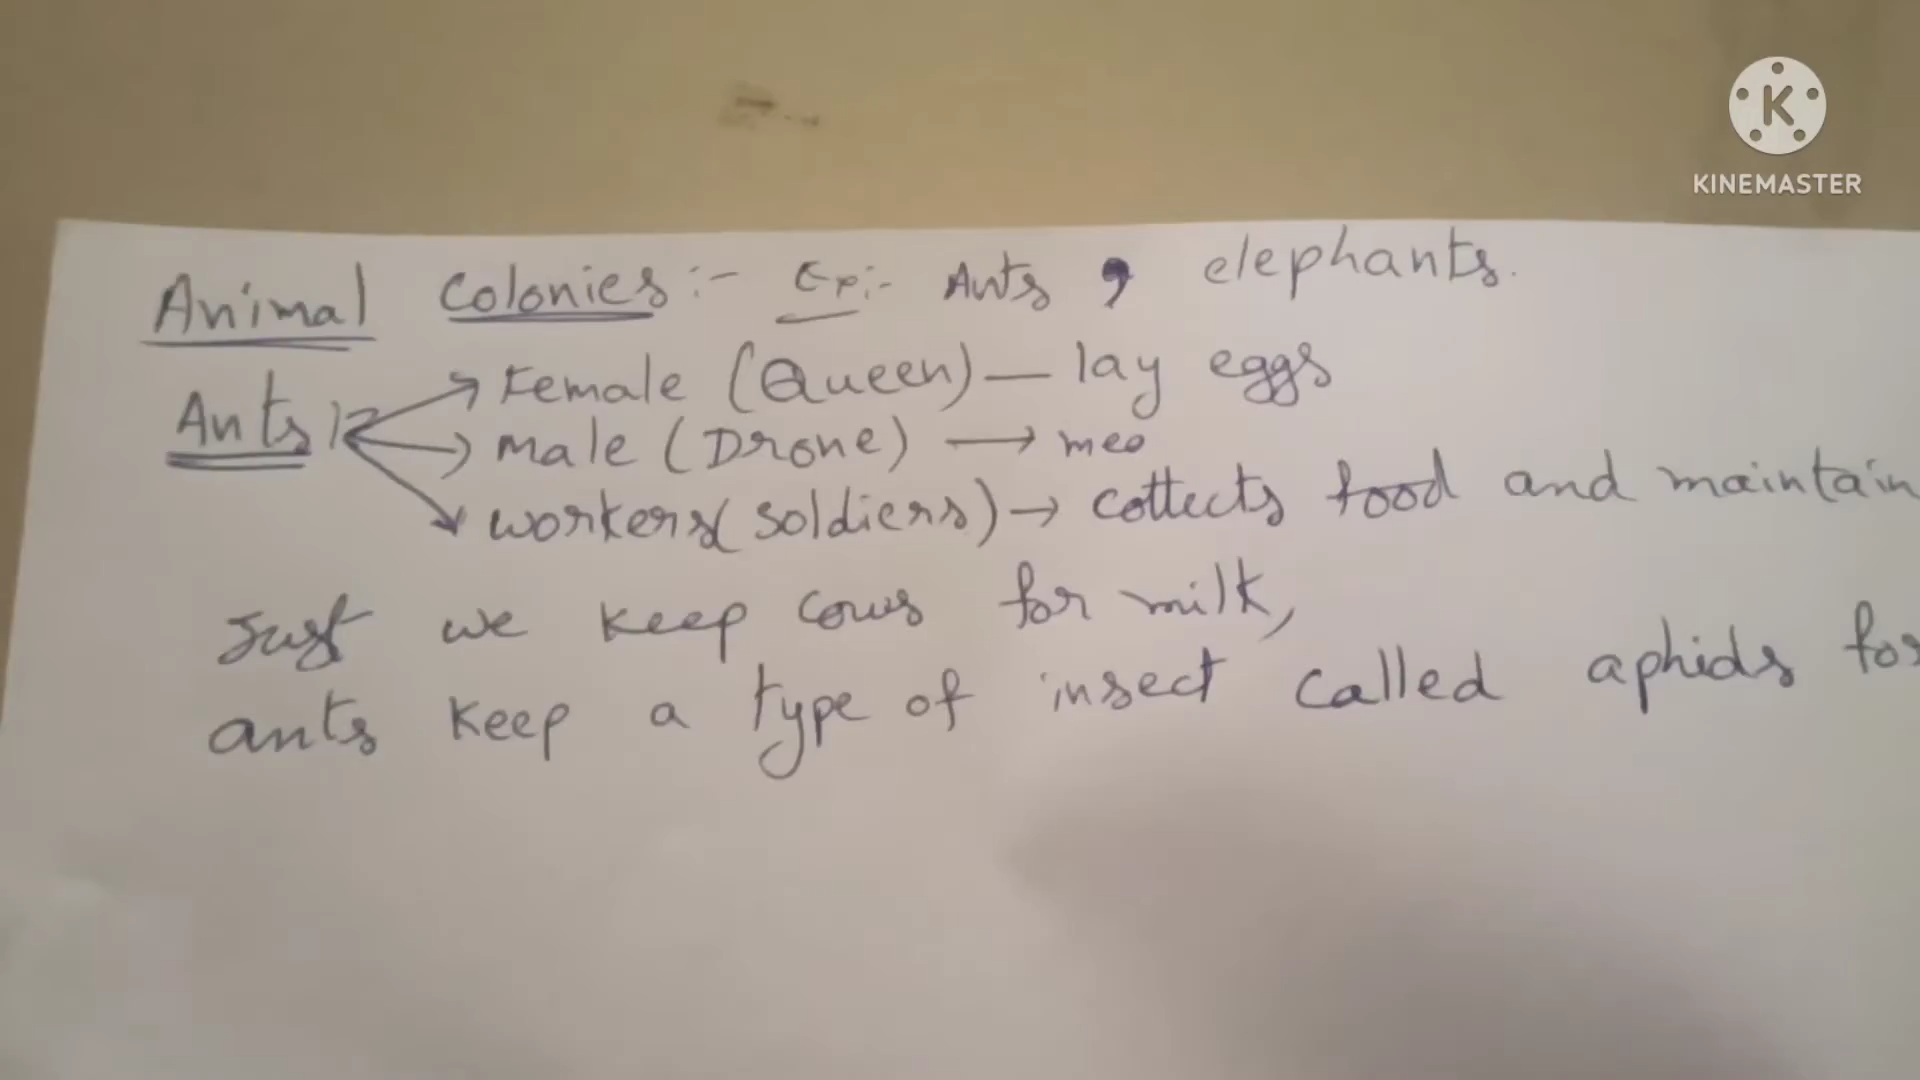 Animal Colonies :- Ex:- Ants , elephants.
Ants Female (Queen) — lay eggs
male (Drone) →
workers (soldiers) → collects food and maintain
Just we keep cows for milk,
ants keep a type of insect called aphids for
K
KINEMASTER